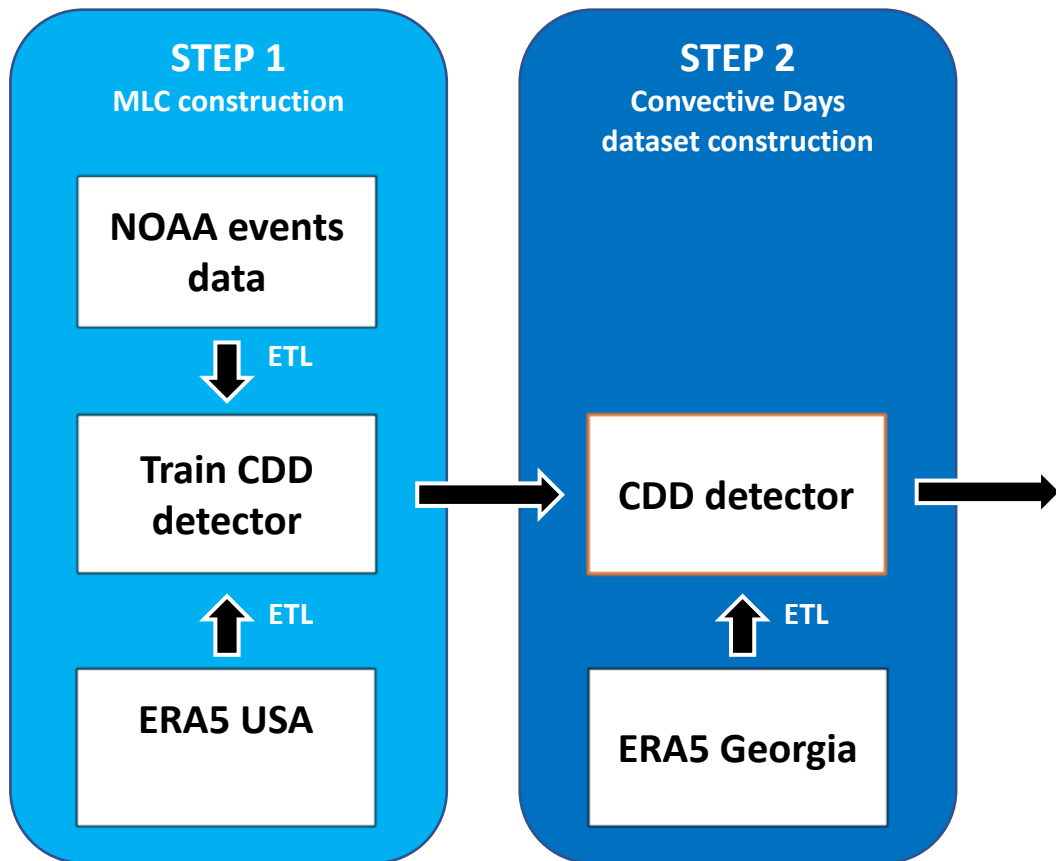 STEP 1
MLC construction
NOAA events
data
ETL
Train CDD
detector
ETL
ERA5 USA
STEP 2
Convective Days
dataset construction
CDD detector
ETL
ERA5 Georgia